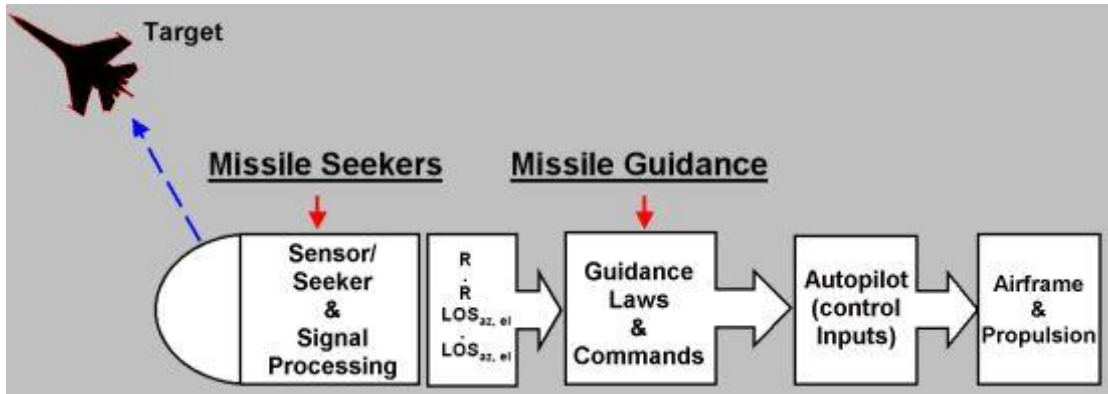 Target
Missile Seekers
Missile Guidance
Sensor/
Seeker
&
Signal
Processing
R
Ṙ
LOSaz, el
LȮSaz, el
Guidance
Laws
&
Commands
Autopilot
(control
Inputs)
Airframe
&
Propulsion